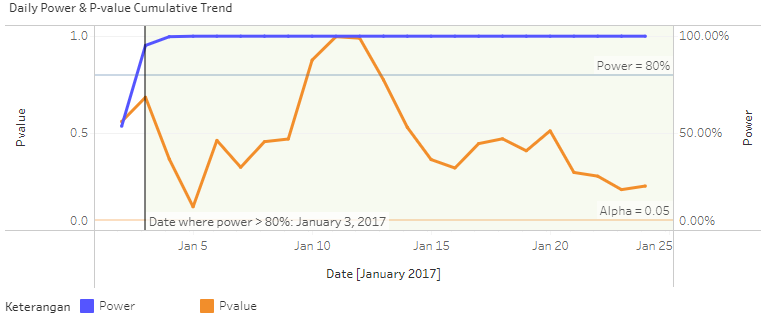 Daily Power & P-value Cumulative Trend
1.0
100.00%
Power = 80%
Pvalue
0.5
50.00%
Power
Alpha = 0.05
0.0
Date where power > 80%: January 3, 2017
0.00%
Jan 5
Jan 10
Jan 15
Jan 20
Jan 25
Date [January 2017]
Keterangan
Power
Pvalue